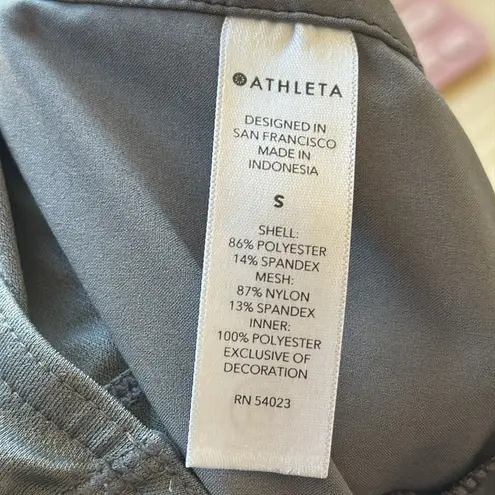 ATHLETA
DESIGNED IN
SAN FRANCISCO
MADE IN
INDONESIA
S
SHELL:
86% POLYESTER
14% SPANDEX
MESH:
87% NYLON
13% SPANDEX
INNER:
100% POLYESTER
EXCLUSIVE OF
DECORATION
RN 54023